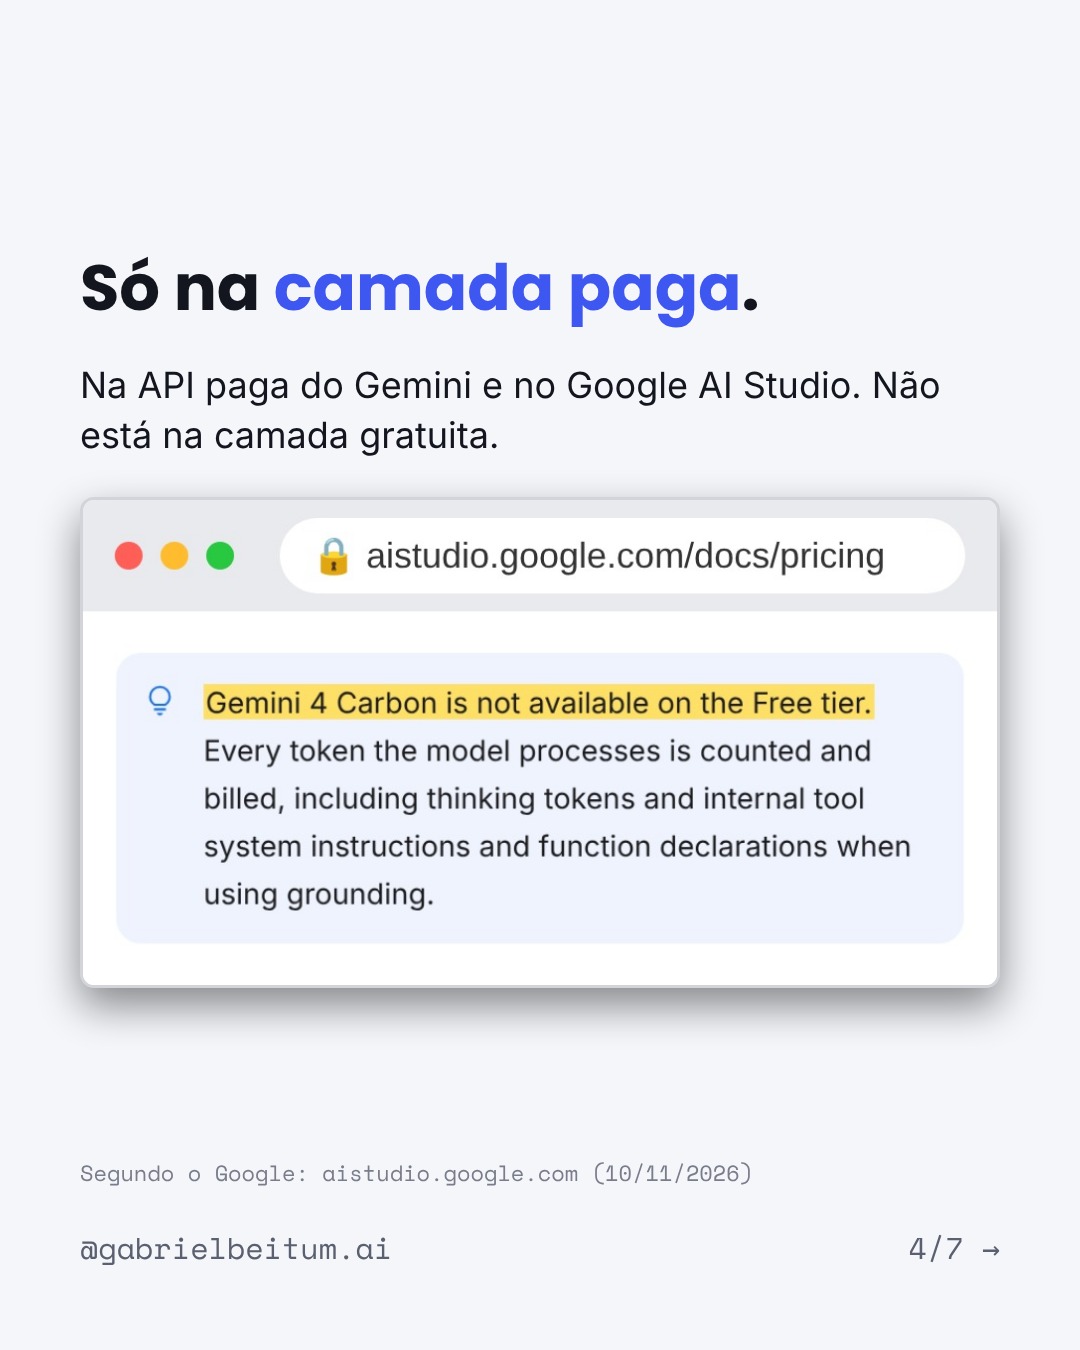 Só na camada paga.
Na API paga do Gemini e no Google AI Studio. Não
está na camada gratuita.
aistudio.google.com/docs/pricing
Gemini 4 Carbon is not available on the Free tier.
Every token the model processes is counted and
billed, including thinking tokens and internal tool
system instructions and function declarations when
using grounding.
Segundo o Google: aistudio.google.com (10/11/2026)
@gabrielbeitum.ai
4/7 →